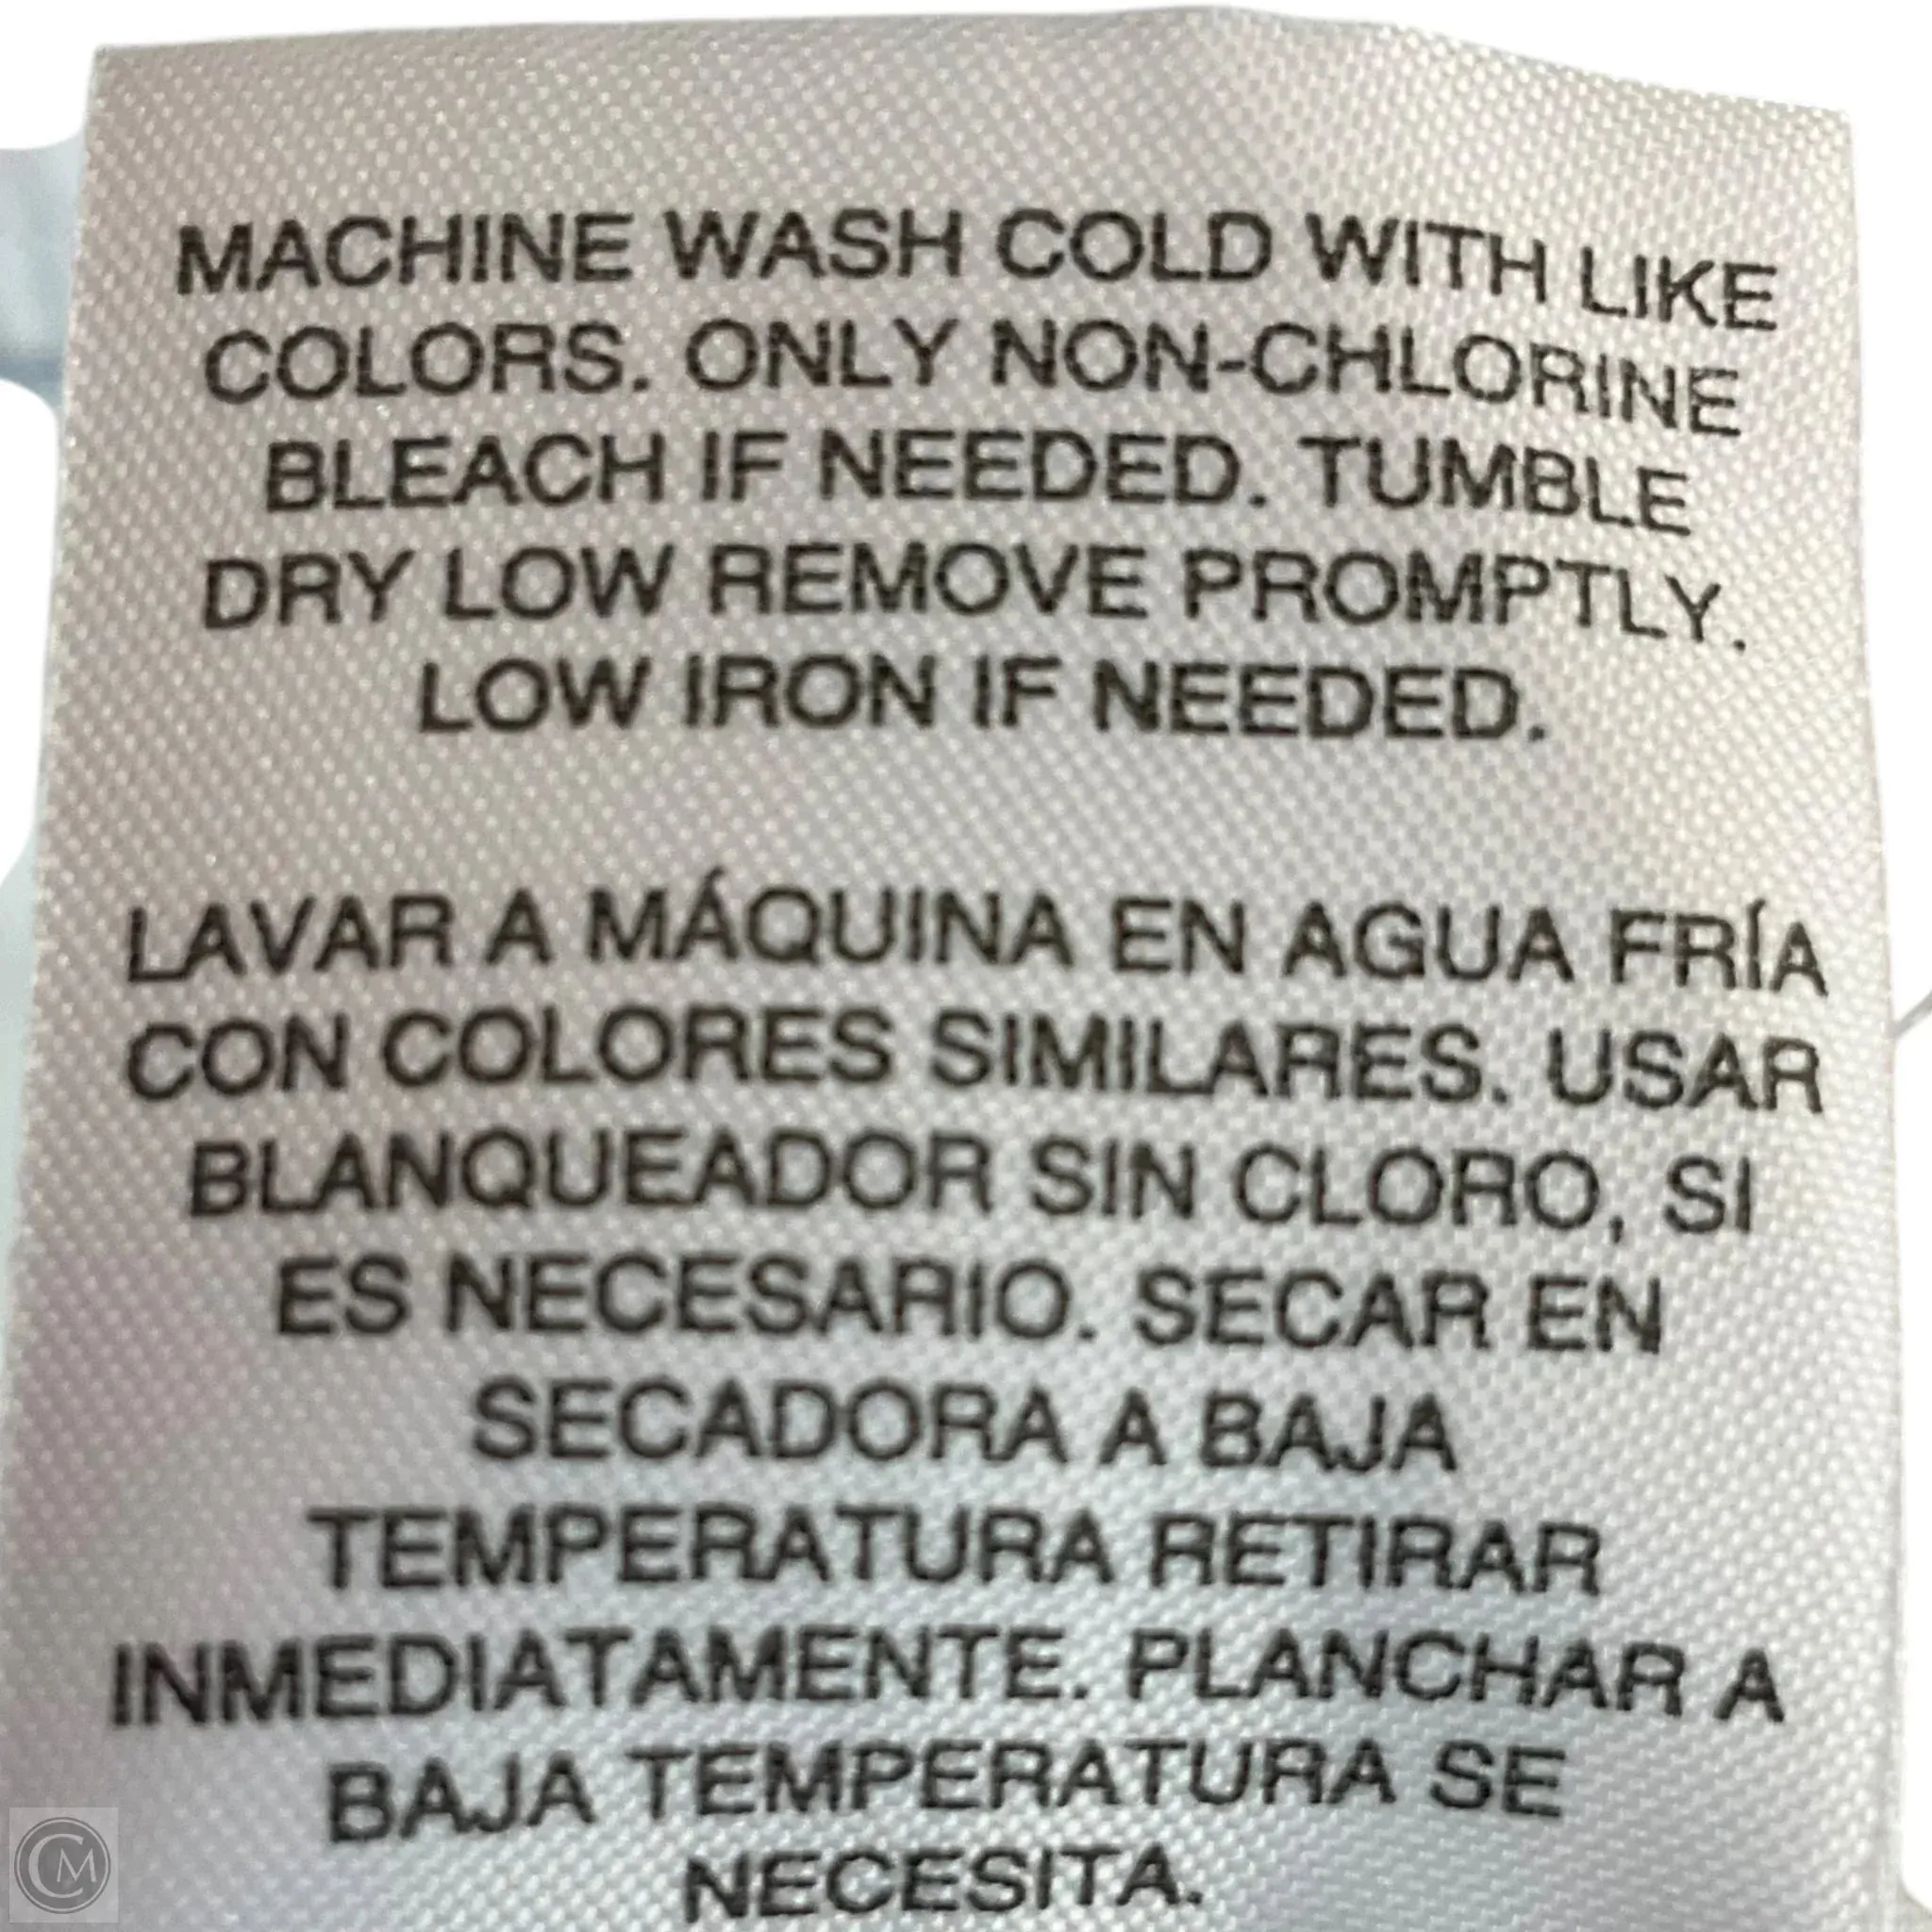 MACHINE WASH COLD WITH LIKE
COLORS. ONLY NON-CHLORINE
BLEACH IF NEEDED. TUMBLE
DRY LOW REMOVE PROMPTLY.
LOW IRON IF NEEDED.
LAVAR A MÁQUINA EN AGUA FRÍA
CON COLORES SIMILARES. USAR
BLANQUEADOR SIN CLORO, SI
ES NECESARIO. SECAR EN
SECADORA A BAJA
TEMPERATURA RETIRAR
INMEDIATAMENTE. PLANCHAR A
BAJA TEMPERATURA SE
NECESITA.
CM